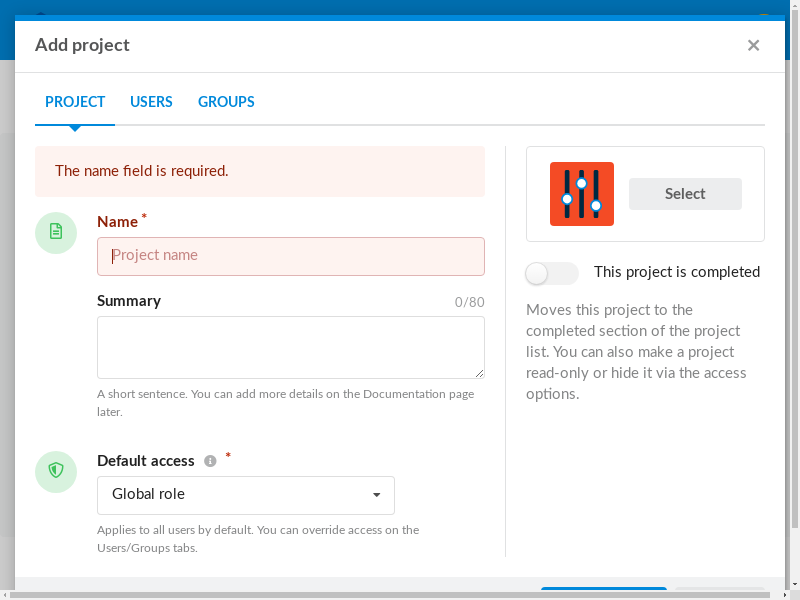 Add project
PROJECT
USERS
GROUPS
The name field is required.
Name *
Project name
Summary
0/80
A short sentence. You can add more details on the Documentation page
later.
Default access *
Global role
Applies to all users by default. You can override access on the
Users/Groups tabs.
Select
This project is completed
Moves this project to the
completed section of the project
list. You can also make a project
read-only or hide it via the access
options.